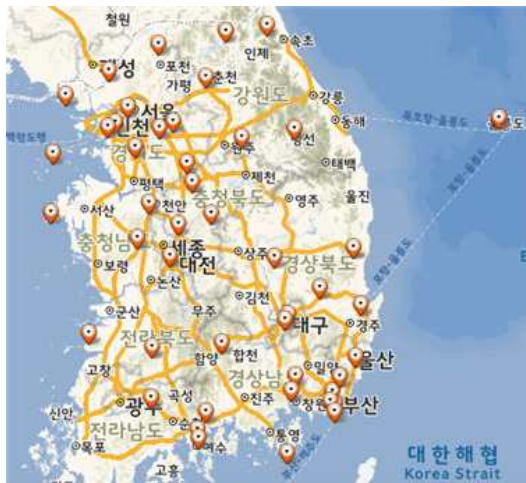 철원
인제
속초
포천
가평
춘천
강원도
강릉
서울
인천
동해
정선
원주
태백
제천
평택
울진
충청북도
영주
서산
천안
세종
대전
상주
경상북도
보령
논산
김천
무주
군산
대구
경주
전라북도
함양
합천
울산
고창
밀양
경상남
곡성
진주
창원
부산
광주
신안
순천
전라남도
통영
목포
여수
고흥
대한해협
Korea Strait